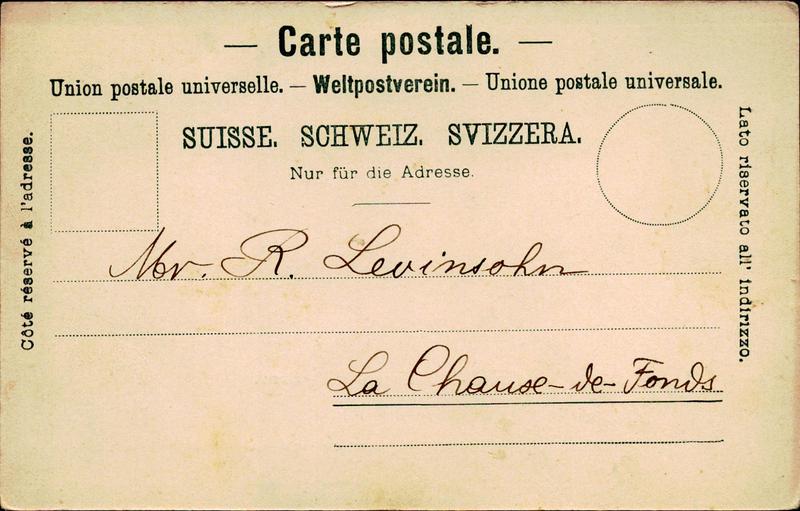 — Carte postale. —
Union postale universelle. — Weltpostverein. — Unione postale universale.
SUISSE. SCHWEIZ. SVIZZERA.
Nur für die Adresse.
Côté réservé à l'adresse.
Lato riservato all' indirizzo.
Mr. R. Levinsohn
La Chause-de-Fonds